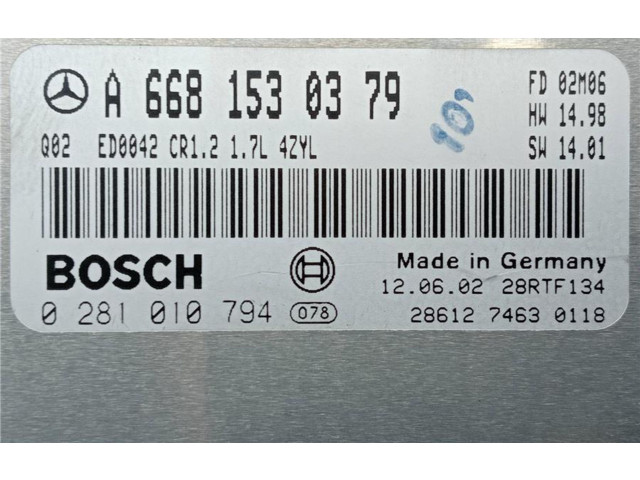 A 668 153 03 79
FD 02M06
HW 14.98
SW 14.01
Q02 ED0042 CR1.2 1.7L 4ZYL
BOSCH
0 281 010 794 078
Made in Germany
12.06.02 28RTF134
28612 7463 0118